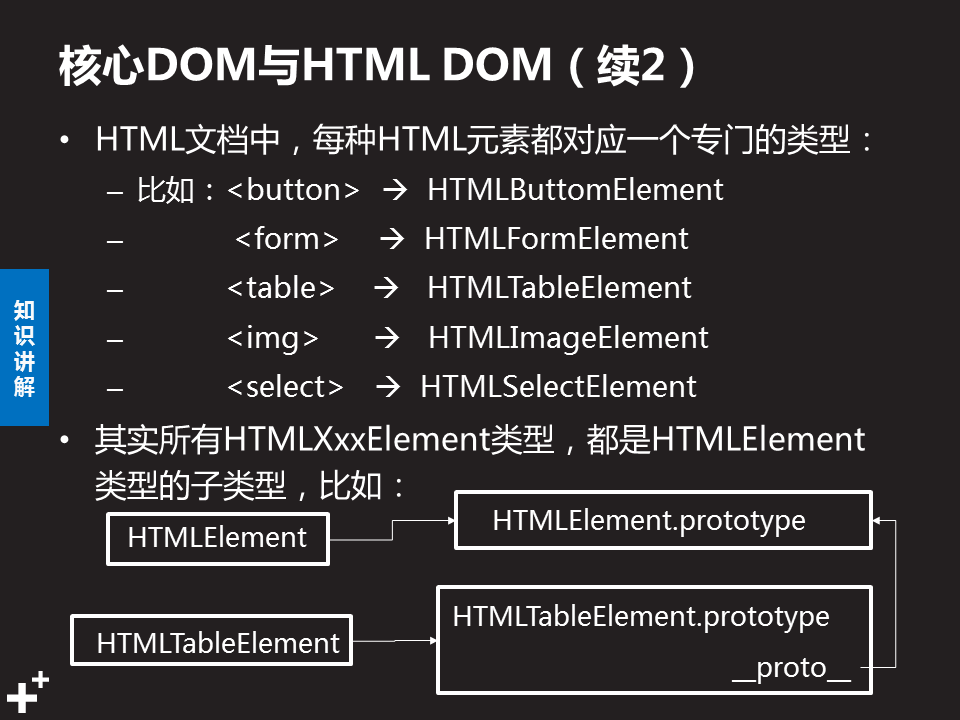 核心DOM与HTML DOM（续2）
• HTML文档中，每种HTML元素都对应一个专门的类型：
– 比如：<button> → HTMLButtomElement
– <form> → HTMLFormElement
– <table> → HTMLTableElement
– <img> → HTMLImageElement
– <select> → HTMLSelectElement
知识讲解
• 其实所有HTMLXxxElement类型，都是HTMLElement
类型的子类型，比如：
HTMLElement
HTMLElement.prototype
HTMLTableElement
HTMLTableElement.prototype
__proto__